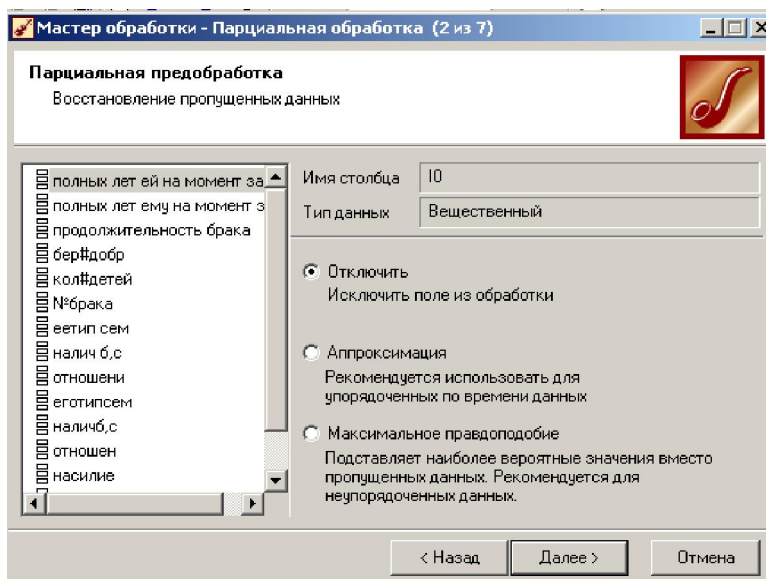 Мастер обработки - Парциальная обработка (2 из 7)
Парциальная предобработка
Восстановление пропущенных данных
полных лет ей на момент за
полных лет ему на момент з
продолжительность брака
бер#добр
кол#детей
№брака
еетип сем
налич б,с
отношени
еготипсем
наличб,с
отношен
насилие
Имя столбца
I0
Тип данных
Вещественный
Отключить
Исключить поле из обработки
Аппроксимация
Рекомендуется использовать для
упорядоченных по времени данных
Максимальное правдоподобие
Подставляет наиболее вероятные значения вместо
пропущенных данных. Рекомендуется для
неупорядоченных данных.
< Назад
Далее >
Отмена